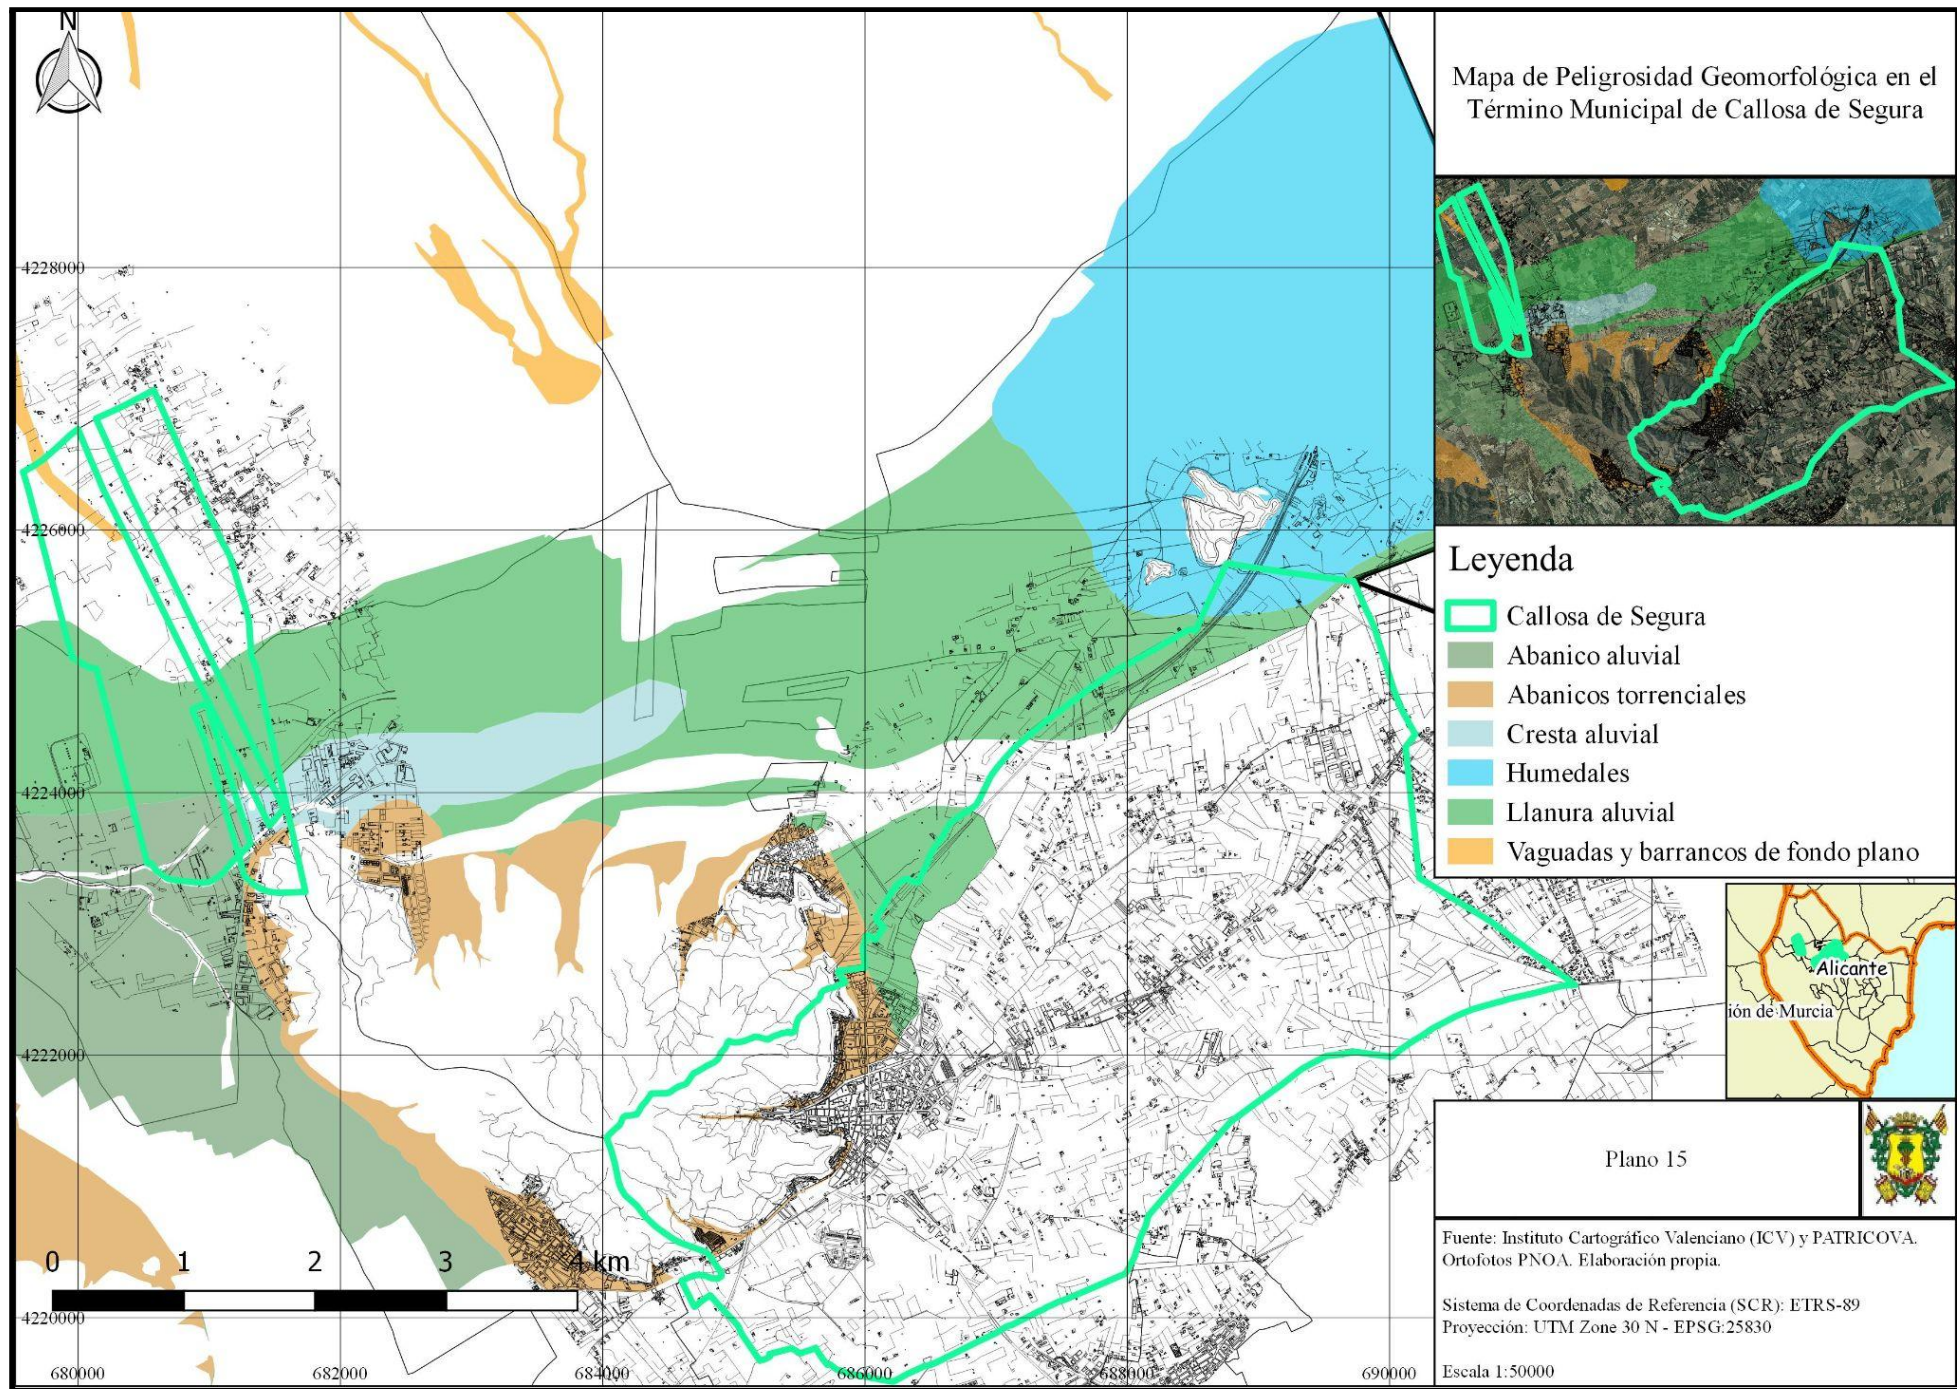 N
Mapa de Peligrosidad Geomorfológica en el
Término Municipal de Callosa de Segura
4228000
4226000
4224000
4222000
4220000
680000
682000
684000
686000
688000
690000
0
1
2
3
4 km
Leyenda
Callosa de Segura
Abanico aluvial
Abanicos torrenciales
Cresta aluvial
Humedales
Llanura aluvial
Vaguadas y barrancos de fondo plano
Alicante
ión de Murcia
Plano 15
Fuente: Instituto Cartográfico Valenciano (ICV) y PATRICOVA.
Ortofotos PNOA. Elaboración propia.
Sistema de Coordenadas de Referencia (SCR): ETRS-89
Proyección: UTM Zone 30 N - EPSG:25830
Escala 1:50000